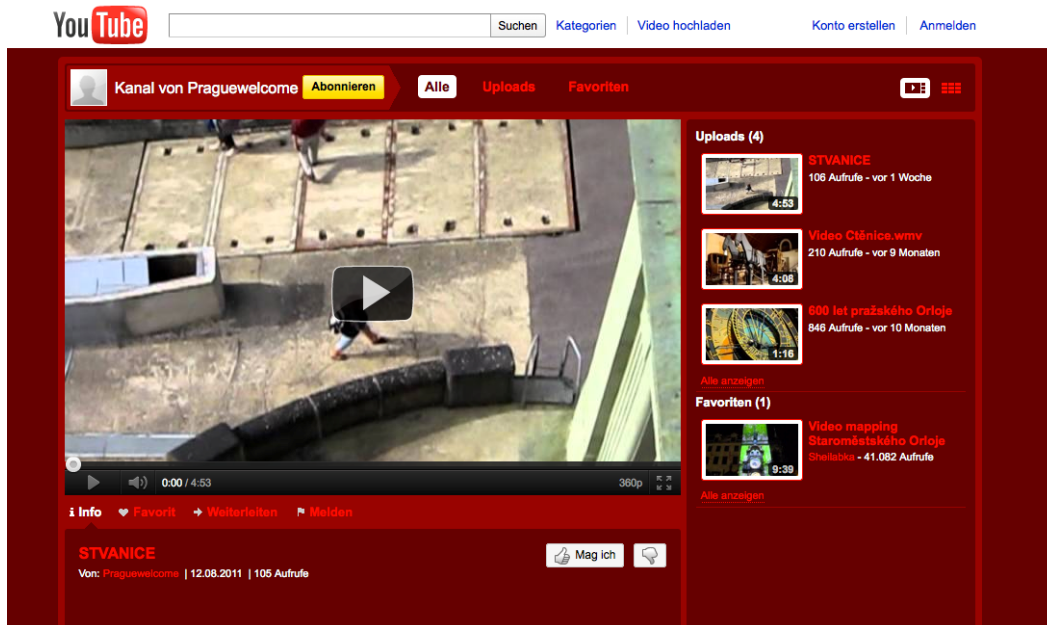 YouTube
Suchen
Kategorien
Video hochladen
Konto erstellen
Anmelden
Kanal von Praguewelcome
Abonnieren
Alle
Uploads
Favoriten
0:00 / 4:53
360p
Info
Favorit
Weiterleiten
Melden
STVANICE
Von: Praguewelcome | 12.08.2011 | 105 Aufrufe
Mag ich
Uploads (4)
4:53
STVANICE
106 Aufrufe - vor 1 Woche
4:08
Video Ctěnice.wmv
210 Aufrufe - vor 9 Monaten
1:16
600 let pražského Orloje
846 Aufrufe - vor 10 Monaten
Alle anzeigen
Favoriten (1)
9:39
Video mapping
Staroměstského Orloje
Sheilabka - 41.082 Aufrufe
Alle anzeigen